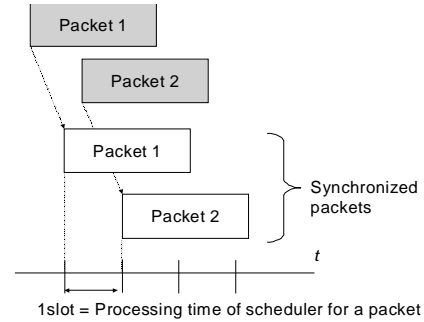 Packet 1
Packet 2
Packet 1
Synchronized
packets
Packet 2
t
1slot = Processing time of scheduler for a packet